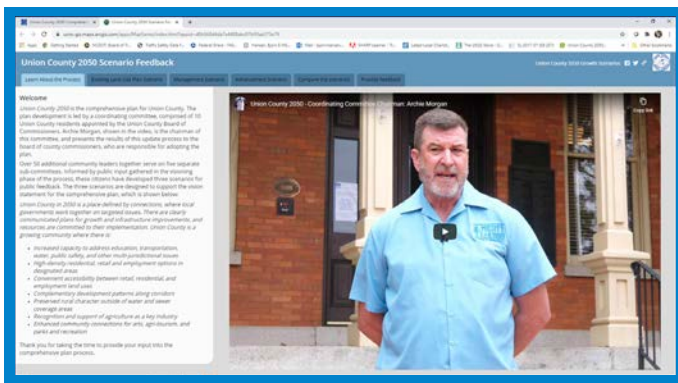 Union County 2050 Scenario Feedback
Union County 2050 Growth Scenarios
Learn About the Process
Existing Land Use Plan Scenario
Management Scenario
Enhancement Scenario
Compare the Scenarios
Provide Feedback
Welcome
Union County 2050 is the comprehensive plan for Union County. The
plan development is led by a coordinating committee, comprised of 10
Union County residents appointed by the Union County Board of
Commissioners. Archie Morgan, shown in the video, is the chairman of
this committee, and presents the results of this update process to the
board of county commissioners, who are responsible for adopting the
plan.
Over 50 additional community leaders together serve on five separate
sub-committees. Informed by public input gathered in the visioning
phase of the process, these citizens have developed three scenarios for
public feedback. The three scenarios are designed to support the vision
statement for the comprehensive plan, which is shown below:
Union County in 2050 is a place defined by connections, where local
governments work together on targeted issues. There are clearly
communicated plans for growth and infrastructure improvements, and
resources are committed to their implementation. Union County is a
growing community where there is:
• Increased capacity to address education, transportation,
water, public safety, and other multi-jurisdictional issues
• High-density residential, retail and employment options in
designated areas
• Convenient accessibility between retail, residential, and
employment land uses
• Complementary development patterns along corridors
• Preserved rural character outside of water and sewer
coverage areas
• Recognition and support of agriculture as a key industry
• Enhanced community connections for arts, agri-tourism, and
parks and recreation
Thank you for taking the time to provide your input into the
comprehensive plan process.
Union County 2050 - Coordinating Committee Chairman: Archie Morgan
Copy link